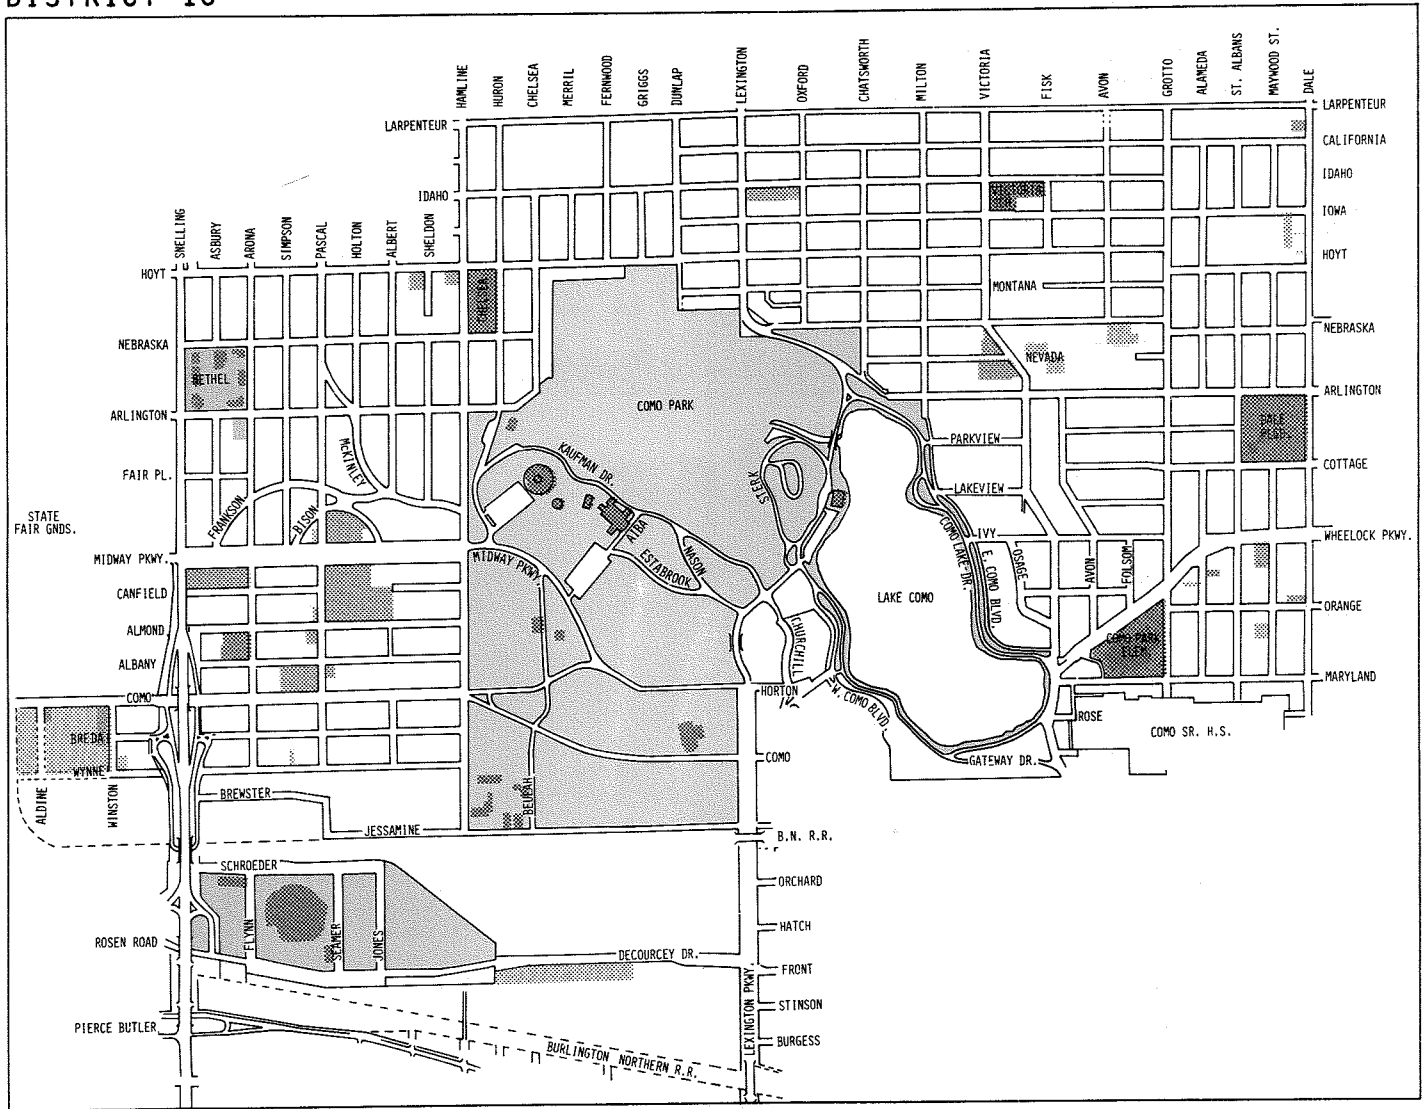 DISTRICT 10
HAMLINE
HURON
CHELSEA
MERRIL
FERNWOOD
GRIGGS
DUNLAP
LEXINGTON
OXFORD
CHATSWORTH
MILTON
VICTORIA
FISK
AVON
GROTTO
ALAMEDA
ST. ALBANS
MAYWOOD ST.
DALE
LARPENTEUR
LARPENTEUR
CALIFORNIA
IDAHO
IDAHO
IOWA
HOYT
SNELLING
ASBURY
ARONA
SIMPSON
PASCAL
HOLTON
ALBERT
SHELDON
HOYT
CHELSEA
MONTANA
NEBRASKA
NEBRASKA
NEVADA
BETHEL
ARLINGTON
ARLINGTON
COMO PARK
DALE
PLGD.
MCKINLEY
PARKVIEW
COTTAGE
FAIR PL.
KAUFMAN DR.
STERK
LAKEVIEW
FRANKSON
BISON
STATE
FAIR GNDS.
AIDA
NASON
ESTABROOK
COMO LAKE DR.
IVY
E. COMO BLVD.
OSAGE
AVON
FOLSOM
WHEELOCK PKWY.
MIDWAY PKWY.
MIDWAY PKWY.
CANFIELD
LAKE COMO
ORANGE
ALMOND
CHURCHILL
COMO PARK
ELEM
ALBANY
MARYLAND
COMO
HORTON
W. COMO BLVD.
ROSE
COMO SR. H.S.
BREDA
COMO
GATEWAY DR.
WYNNE
ALDINE
WINSTON
BREWSTER
BEULAH
JESSAMINE
B.N. R.R.
SCHROEDER
ORCHARD
FLYNN
SEAMER
JONES
HATCH
ROSEN ROAD
DECOURCEY DR.
FRONT
LEXINGTON PKWY
STINSON
PIERCE BUTLER
BURLINGTON NORTHERN R.R.
BURGESS